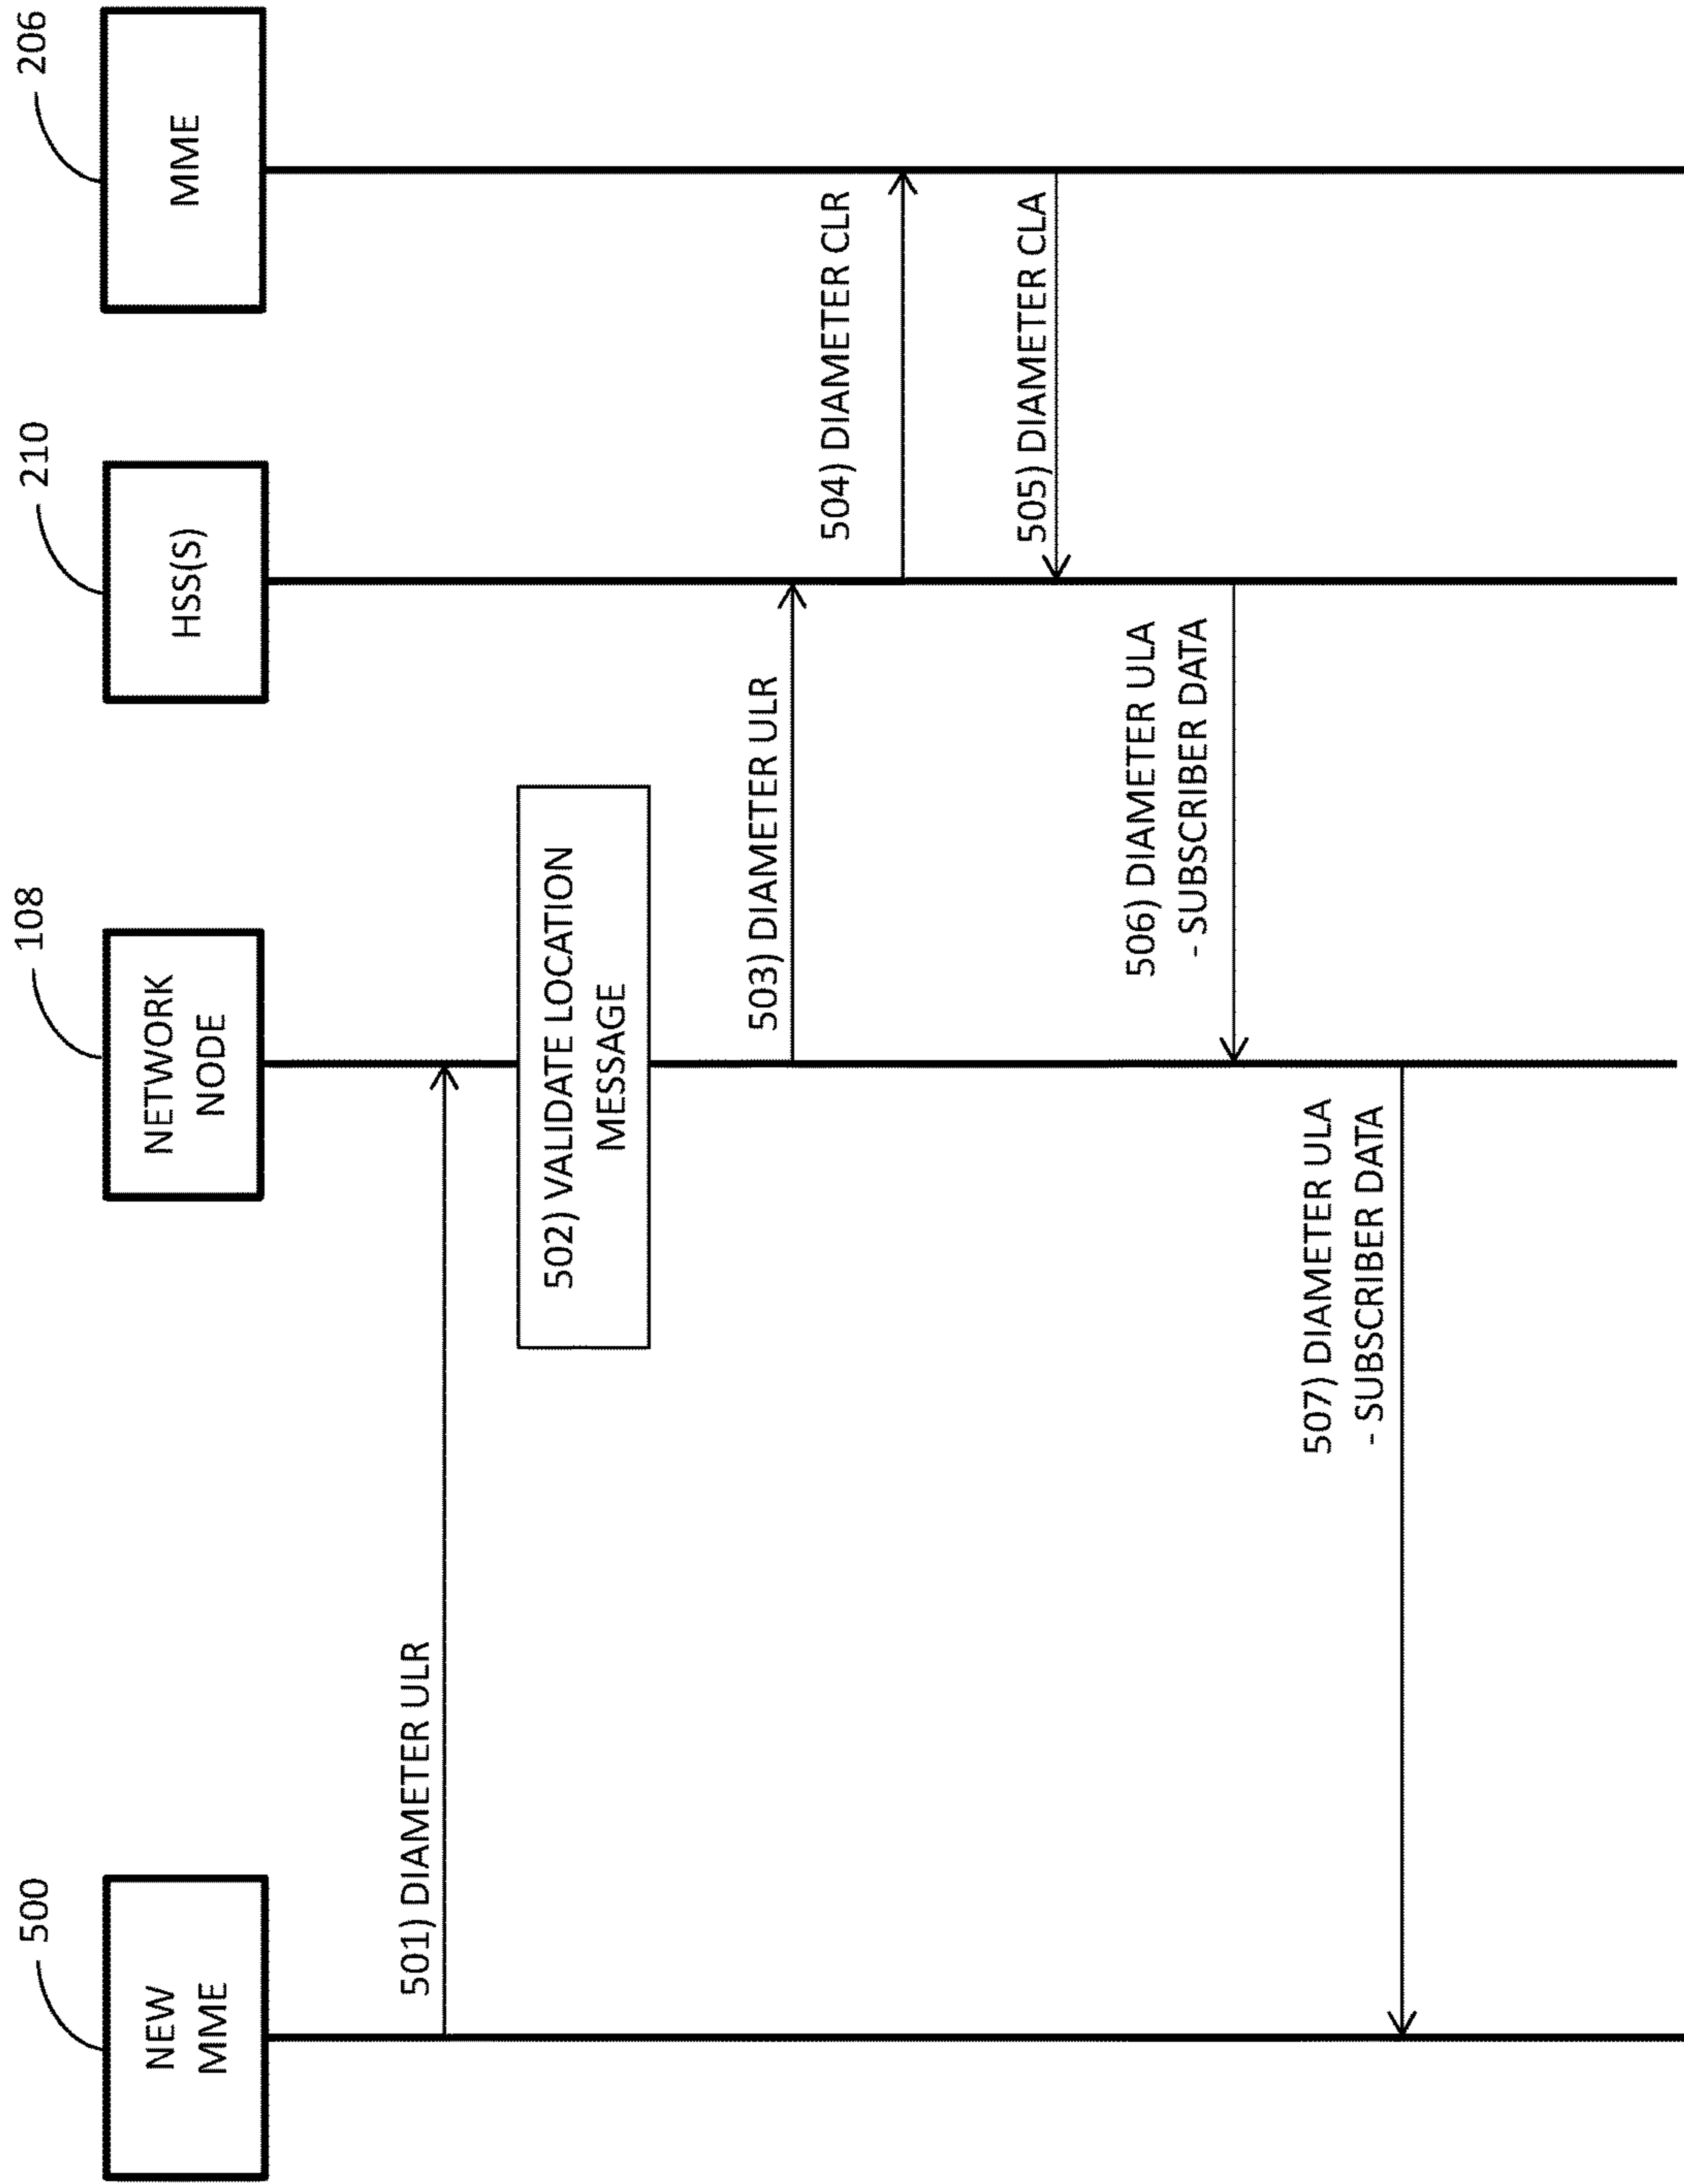 500
NEW
MME
108
NETWORK
NODE
210
HSS(S)
206
MME
501) DIAMETER ULR
502) VALIDATE LOCATION
MESSAGE
503) DIAMETER ULR
504) DIAMETER CLR
505) DIAMETER CLA
506) DIAMETER ULA
- SUBSCRIBER DATA
507) DIAMETER ULA
- SUBSCRIBER DATA